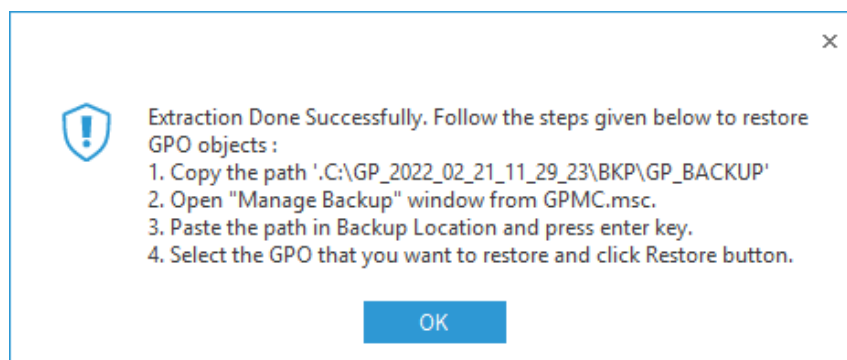 Extraction Done Successfully. Follow the steps given below to restore
GPO objects :
1. Copy the path '.C:\GP_2022_02_21_11_29_23\BKP\GP_BACKUP'
2. Open "Manage Backup" window from GPMC.msc.
3. Paste the path in Backup Location and press enter key.
4. Select the GPO that you want to restore and click Restore button.
OK